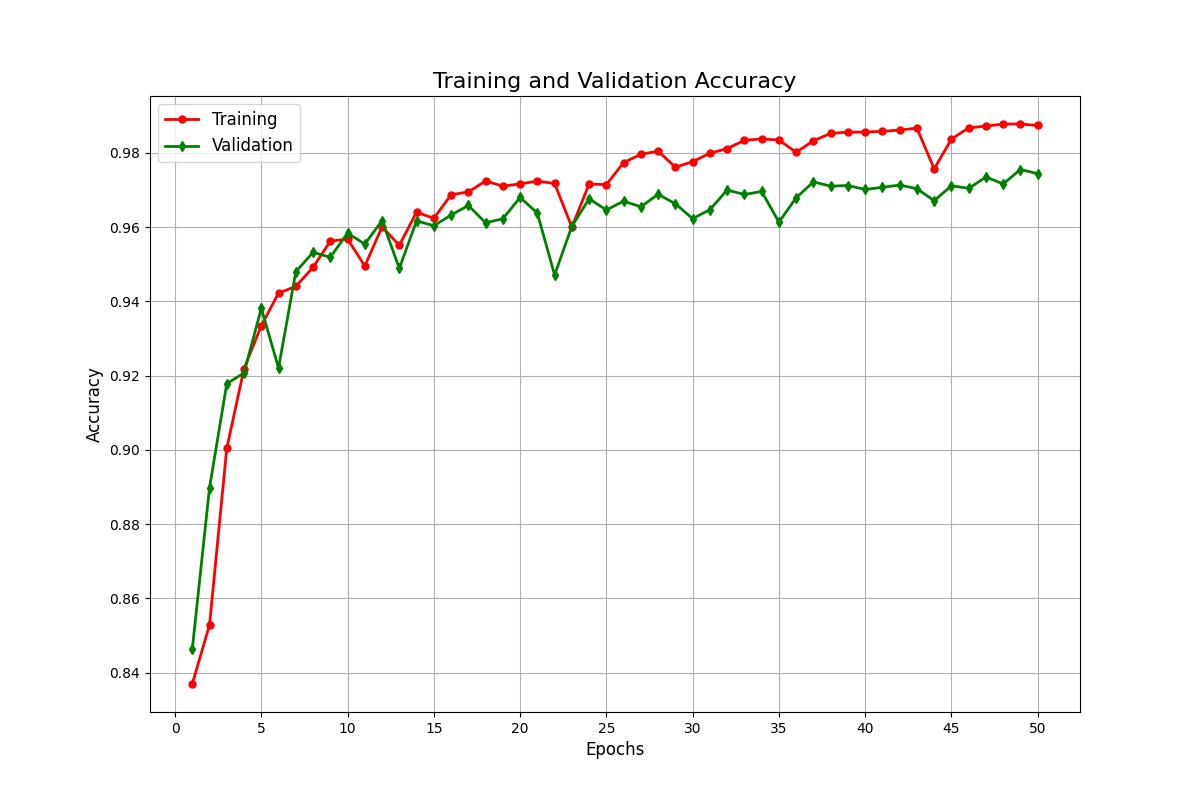 Training and Validation Accuracy
Training
Validation
0.98
0.96
0.94
0.92
0.90
0.88
0.86
0.84
Accuracy
0 5 10 15 20 25 30 35 40 45 50
Epochs